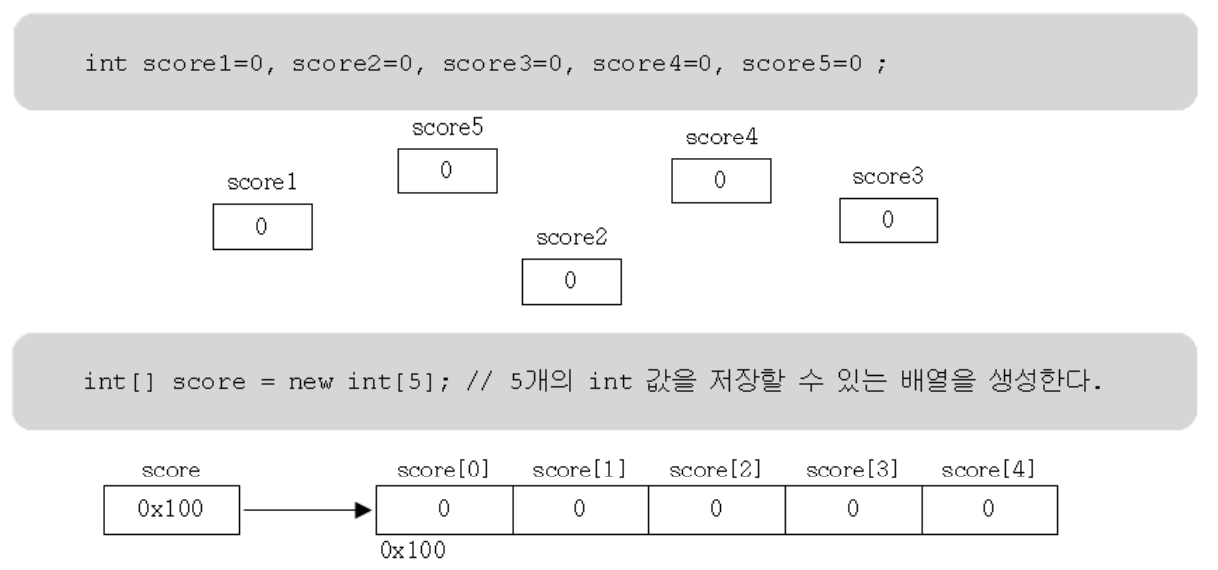 int score1=0, score2=0, score3=0, score4=0, score5=0 ;
score5
score4
0
score1
0
score3
0
0
score2
0
int[] score = new int[5]; // 5개의 int 값을 저장할 수 있는 배열을 생성한다.
score score[0] score[1] score[2] score[3] score[4]
0x100 0 0 0 0 0
0x100